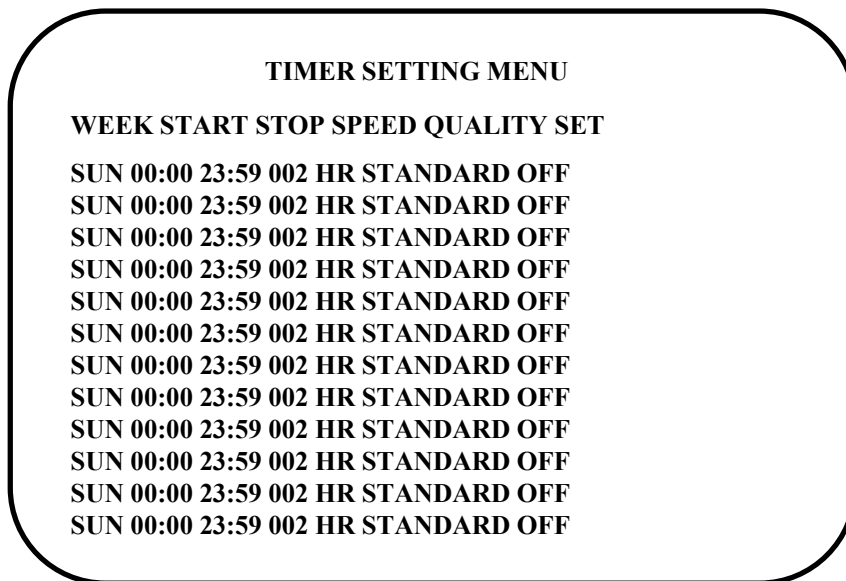 TIMER SETTING MENU
WEEK START STOP SPEED QUALITY SET
SUN 00:00 23:59 002 HR STANDARD OFF
SUN 00:00 23:59 002 HR STANDARD OFF
SUN 00:00 23:59 002 HR STANDARD OFF
SUN 00:00 23:59 002 HR STANDARD OFF
SUN 00:00 23:59 002 HR STANDARD OFF
SUN 00:00 23:59 002 HR STANDARD OFF
SUN 00:00 23:59 002 HR STANDARD OFF
SUN 00:00 23:59 002 HR STANDARD OFF
SUN 00:00 23:59 002 HR STANDARD OFF
SUN 00:00 23:59 002 HR STANDARD OFF
SUN 00:00 23:59 002 HR STANDARD OFF
SUN 00:00 23:59 002 HR STANDARD OFF